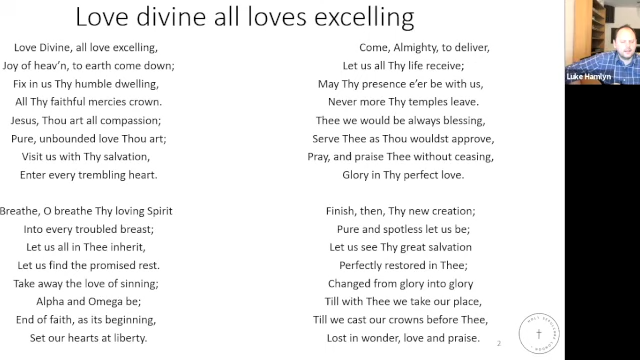 Love divine all loves excelling
Love Divine, all love excelling,
Joy of heav'n, to earth come down;
Fix in us Thy humble dwelling,
All Thy faithful mercies crown.
Jesus, Thou art all compassion;
Pure, unbounded love Thou art;
Visit us with Thy salvation,
Enter every trembling heart.
Breathe, O breathe Thy loving Spirit
Into every troubled breast;
Let us all in Thee inherit,
Let us find the promised rest.
Take away the love of sinning;
Alpha and Omega be;
End of faith, as its beginning,
Set our hearts at liberty.
Come, Almighty, to deliver,
Let us all Thy life receive;
May Thy presence e'er be with us,
Never more Thy temples leave.
Thee we would be always blessing,
Serve Thee as Thou wouldst approve,
Pray, and praise Thee without ceasing,
Glory in Thy perfect love.
Finish, then, Thy new creation;
Pure and spotless let us be;
Let us see Thy great salvation
Perfectly restored in Thee;
Changed from glory into glory
Till with Thee we take our place,
Till we cast our crowns before Thee,
Lost in wonder, love and praise.
2
Luke Hamlyn